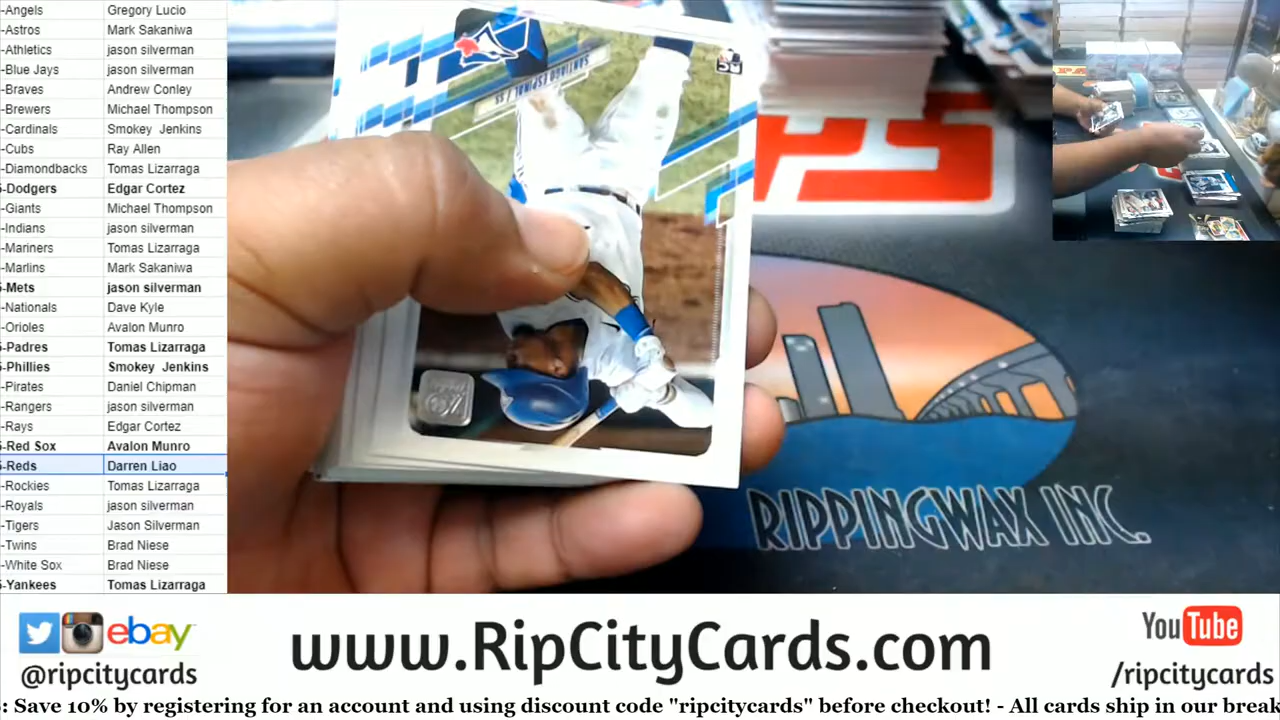 -Angels Gregory Lucio
-Astros Mark Sakaniwa
-Athletics jason silverman
-Blue Jays jason silverman
-Braves Andrew Conley
-Brewers Michael Thompson
-Cardinals Smokey Jenkins
-Cubs Ray Allen
-Diamondbacks Tomas Lizarraga
-Dodgers Edgar Cortez
-Giants Michael Thompson
-Indians jason silverman
-Mariners Tomas Lizarraga
-Marlins Mark Sakaniwa
-Mets jason silverman
-Nationals Dave Kyle
-Orioles Avalon Munro
-Padres Tomas Lizarraga
-Phillies Smokey Jenkins
-Pirates Daniel Chipman
-Rangers jason silverman
-Rays Edgar Cortez
-Red Sox Avalon Munro
-Reds Darren Liao
-Rockies Tomas Lizarraga
-Royals jason silverman
-Tigers Jason Silverman
-Twins Brad Niese
-White Sox Brad Niese
-Yankees Tomas Lizarraga
SANTIAGO ESPINAL / SS
RC
PS
RIPPINGWAX INC.
ebay
@ripcitycards
www.RipCityCards.com
YouTube
/ripcitycards
: Save 10% by registering for an account and using discount code "ripcitycards" before checkout! - All cards ship in our break